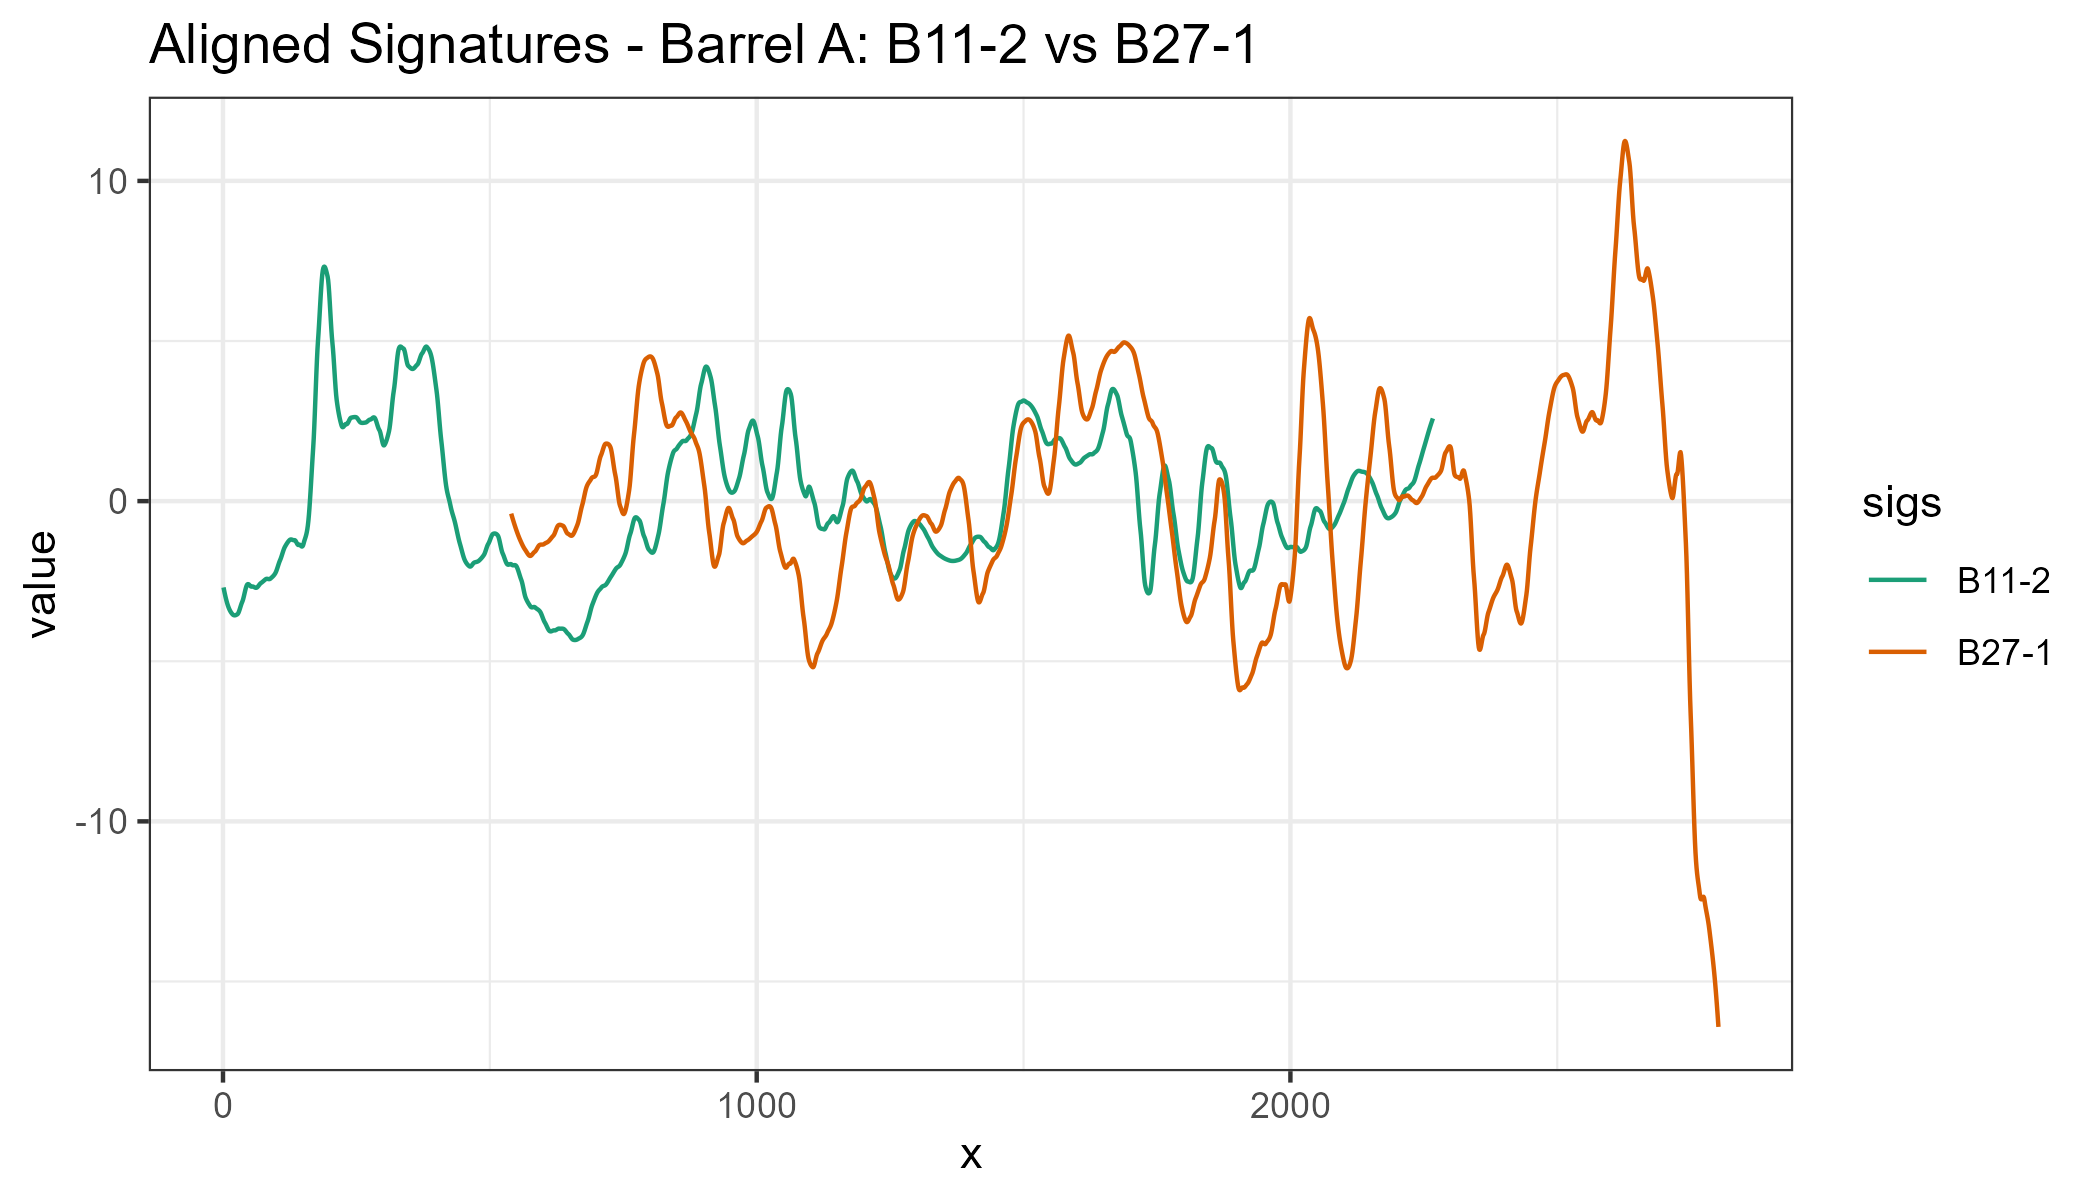 Aligned Signatures - Barrel A: B11-2 vs B27-1
10
0
-10
value
0 1000 2000
x
sigs
B11-2
B27-1